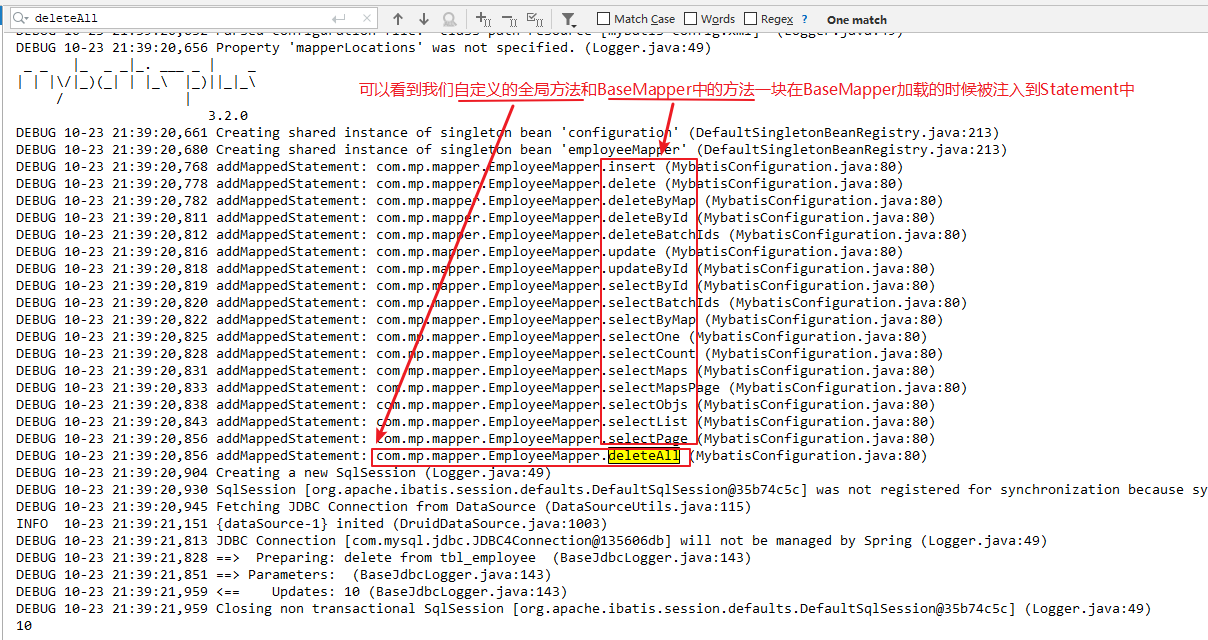 deleteAll
Match Case
Words
Regex
?
One match
DEBUG 10-23 21:39:20,656 Property 'mapperLocations' was not specified. (Logger.java:49)
可以看到我们自定义的全局方法和BaseMapper中的方法一块在BaseMapper加载的时候被注入到Statement中
3.2.0
DEBUG 10-23 21:39:20,661 Creating shared instance of singleton bean 'configuration' (DefaultSingletonBeanRegistry.java:213)
DEBUG 10-23 21:39:20,680 Creating shared instance of singleton bean 'employeeMapper' (DefaultSingletonBeanRegistry.java:213)
DEBUG 10-23 21:39:20,768 addMappedStatement: com.mp.mapper.EmployeeMapper.insert (MybatisConfiguration.java:80)
DEBUG 10-23 21:39:20,778 addMappedStatement: com.mp.mapper.EmployeeMapper.delete (MybatisConfiguration.java:80)
DEBUG 10-23 21:39:20,782 addMappedStatement: com.mp.mapper.EmployeeMapper.deleteByMap (MybatisConfiguration.java:80)
DEBUG 10-23 21:39:20,811 addMappedStatement: com.mp.mapper.EmployeeMapper.deleteById (MybatisConfiguration.java:80)
DEBUG 10-23 21:39:20,812 addMappedStatement: com.mp.mapper.EmployeeMapper.deleteBatchIds (MybatisConfiguration.java:80)
DEBUG 10-23 21:39:20,816 addMappedStatement: com.mp.mapper.EmployeeMapper.update (MybatisConfiguration.java:80)
DEBUG 10-23 21:39:20,818 addMappedStatement: com.mp.mapper.EmployeeMapper.updateById (MybatisConfiguration.java:80)
DEBUG 10-23 21:39:20,819 addMappedStatement: com.mp.mapper.EmployeeMapper.selectById (MybatisConfiguration.java:80)
DEBUG 10-23 21:39:20,820 addMappedStatement: com.mp.mapper.EmployeeMapper.selectBatchIds (MybatisConfiguration.java:80)
DEBUG 10-23 21:39:20,822 addMappedStatement: com.mp.mapper.EmployeeMapper.selectByMap (MybatisConfiguration.java:80)
DEBUG 10-23 21:39:20,825 addMappedStatement: com.mp.mapper.EmployeeMapper.selectOne (MybatisConfiguration.java:80)
DEBUG 10-23 21:39:20,828 addMappedStatement: com.mp.mapper.EmployeeMapper.selectCount (MybatisConfiguration.java:80)
DEBUG 10-23 21:39:20,831 addMappedStatement: com.mp.mapper.EmployeeMapper.selectMaps (MybatisConfiguration.java:80)
DEBUG 10-23 21:39:20,833 addMappedStatement: com.mp.mapper.EmployeeMapper.selectMapsPage (MybatisConfiguration.java:80)
DEBUG 10-23 21:39:20,838 addMappedStatement: com.mp.mapper.EmployeeMapper.selectObjs (MybatisConfiguration.java:80)
DEBUG 10-23 21:39:20,843 addMappedStatement: com.mp.mapper.EmployeeMapper.selectList (MybatisConfiguration.java:80)
DEBUG 10-23 21:39:20,856 addMappedStatement: com.mp.mapper.EmployeeMapper.selectPage (MybatisConfiguration.java:80)
DEBUG 10-23 21:39:20,856 addMappedStatement: com.mp.mapper.EmployeeMapper.deleteAll (MybatisConfiguration.java:80)
DEBUG 10-23 21:39:20,904 Creating a new SqlSession (Logger.java:49)
DEBUG 10-23 21:39:20,930 SqlSession [org.apache.ibatis.session.defaults.DefaultSqlSession@35b74c5c] was not registered for synchronization because sy
DEBUG 10-23 21:39:20,945 Fetching JDBC Connection from DataSource (DataSourceUtils.java:115)
INFO  10-23 21:39:21,151 {dataSource-1} inited (DruidDataSource.java:1003)
DEBUG 10-23 21:39:21,813 JDBC Connection [com.mysql.jdbc.JDBC4Connection@135606db] will not be managed by Spring (Logger.java:49)
DEBUG 10-23 21:39:21,828 ==>  Preparing: delete from tbl_employee  (BaseJdbcLogger.java:143)
DEBUG 10-23 21:39:21,851 ==> Parameters:  (BaseJdbcLogger.java:143)
DEBUG 10-23 21:39:21,959 <==    Updates: 10 (BaseJdbcLogger.java:143)
DEBUG 10-23 21:39:21,959 Closing non transactional SqlSession [org.apache.ibatis.session.defaults.DefaultSqlSession@35b74c5c] (Logger.java:49)
10